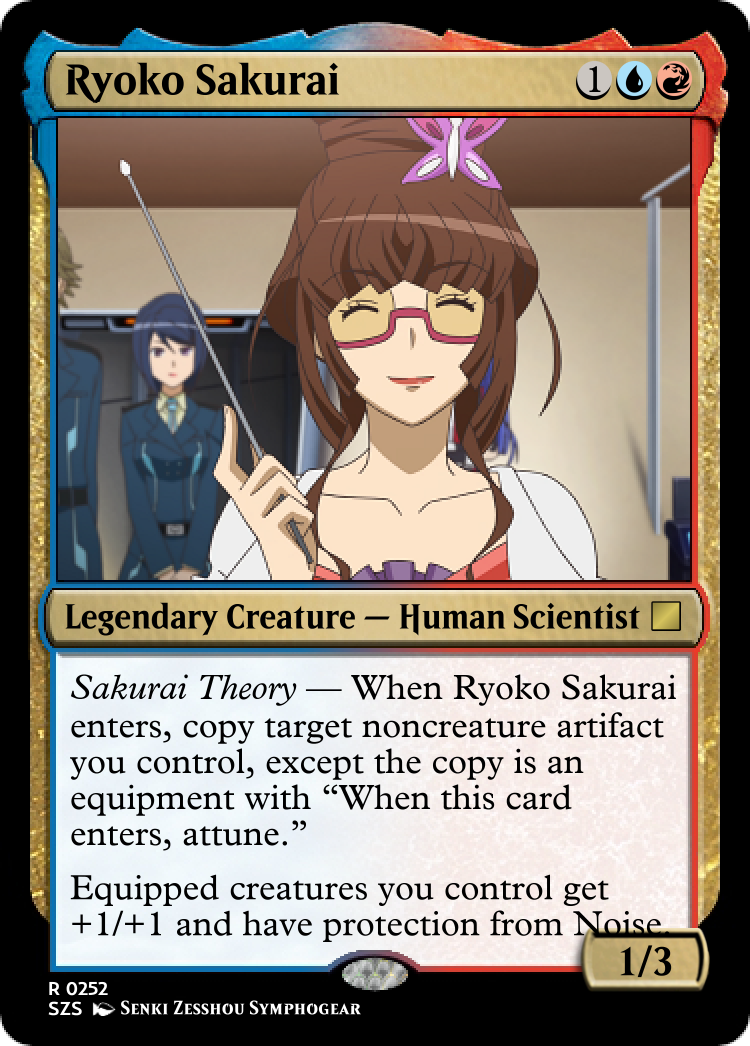 Ryoko Sakurai 1
Legendary Creature — Human Scientist
Sakurai Theory — When Ryoko Sakurai
enters, copy target noncreature artifact
you control, except the copy is an
equipment with “When this card
enters, attune.”
Equipped creatures you control get
+1/+1 and have protection from Noise.
1/3
R 0252
SZS SENKI ZESSHOU SYMPHOGEAR